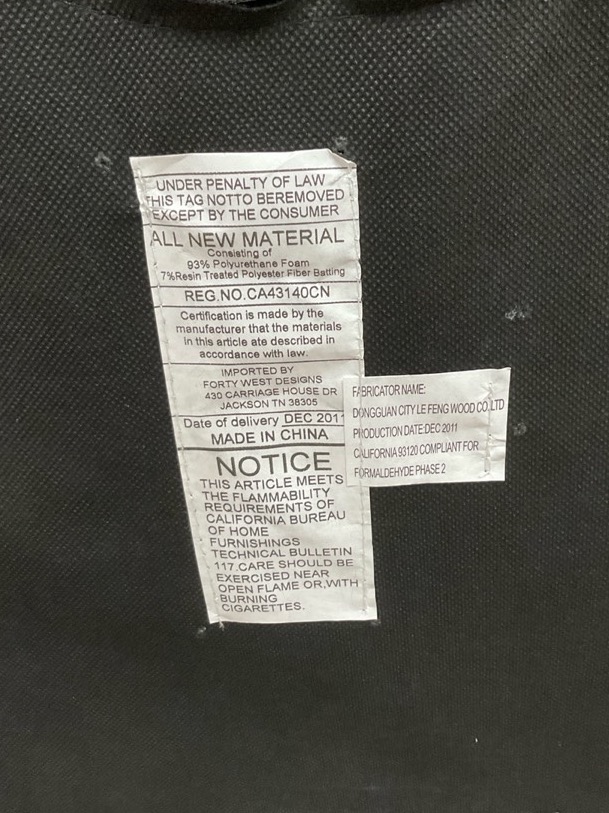 UNDER PENALTY OF LAW
THIS TAG NOTTO BEREMOVED
EXCEPT BY THE CONSUMER
ALL NEW MATERIAL
Consisting of
93% Polyurethane Foam
7%Resin Treated Polyester Fiber Batting
REG.NO.CA43140CN
Certification is made by the
manufacturer that the materials
in this article ate described in
accordance with law.
IMPORTED BY
FORTY WEST DESIGNS
430 CARRIAGE HOUSE DR
JACKSON TN 38305
Date of delivery DEC 2011
MADE IN CHINA
NOTICE
THIS ARTICLE MEETS
THE FLAMMABILITY
REQUIREMENTS OF
CALIFORNIA BUREAU
OF HOME
FURNISHINGS
TECHNICAL BULLETIN
117.CARE SHOULD BE
EXERCISED NEAR
OPEN FLAME OR,WITH
BURNING
CIGARETTES.
FABRICATOR NAME:
DONGGUAN CITY LE FENG WOOD CO,LTD
PRODUCTION DATE:DEC 2011
CALIFORNIA 93120 COMPLIANT FOR
FORMALDEHYDE PHASE 2